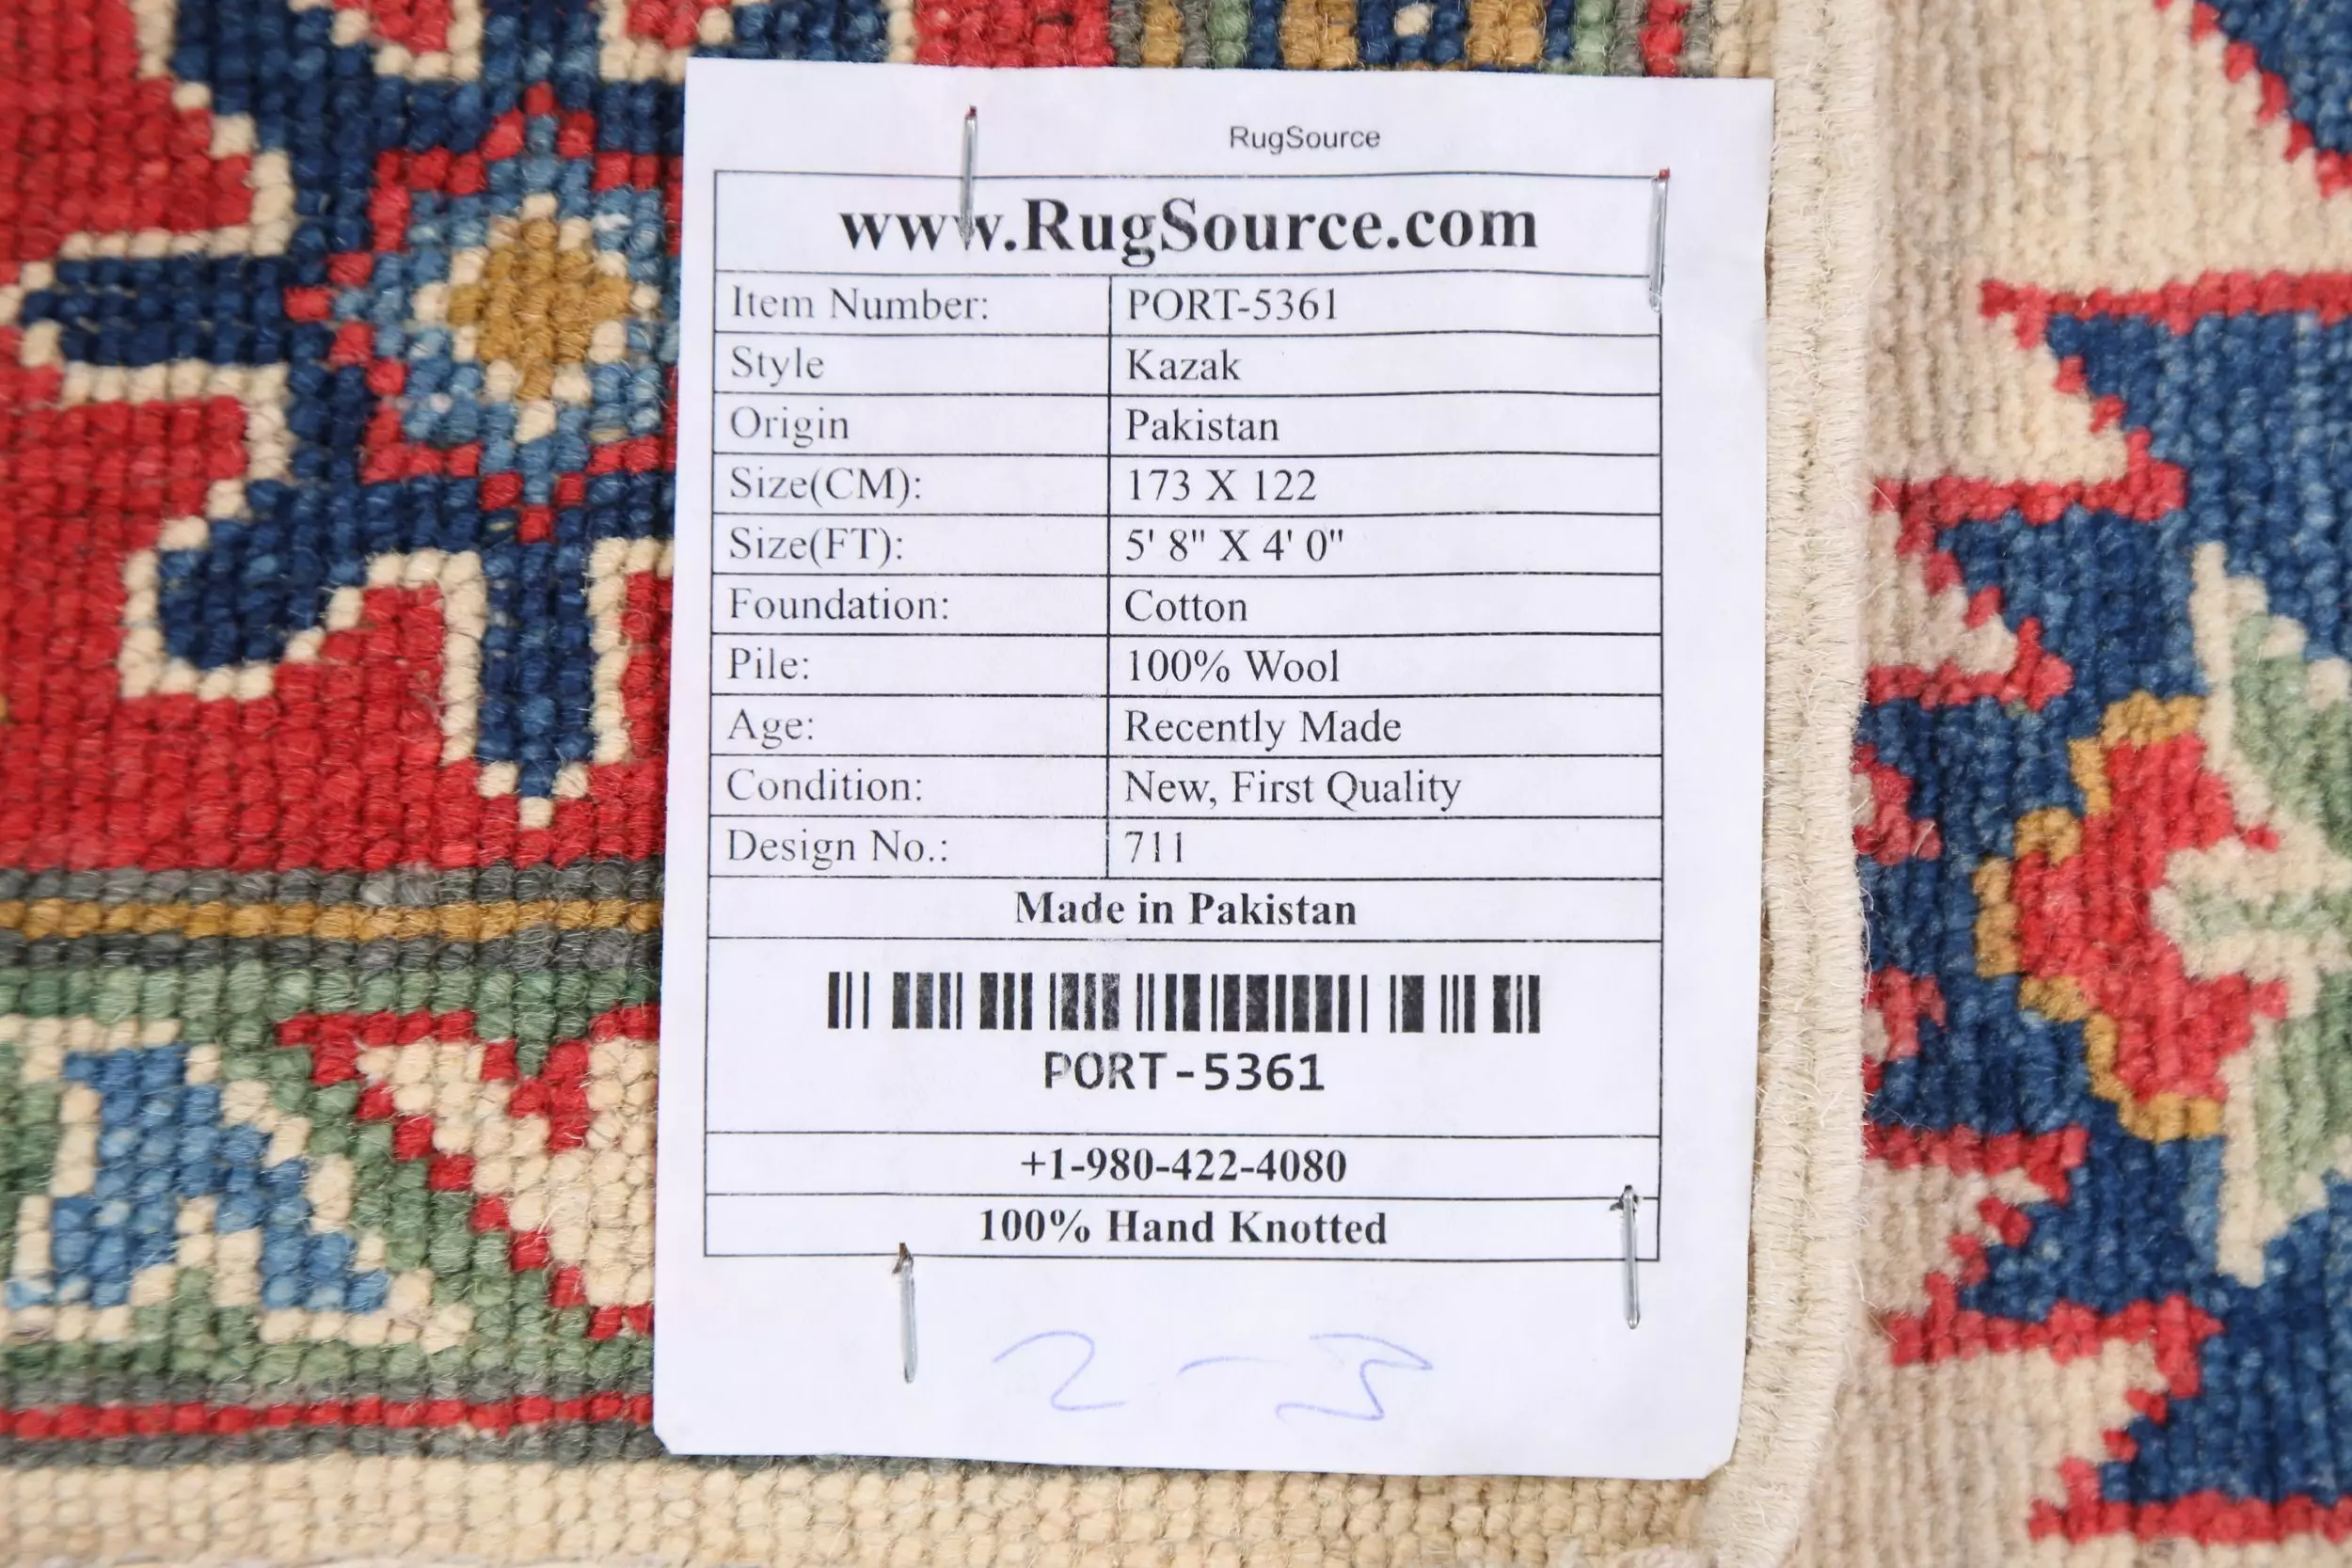 RugSource
www.RugSource.com
Item Number: PORT-5361
Style Kazak
Origin Pakistan
Size(CM): 173 X 122
Size(FT): 5' 8" X 4' 0"
Foundation: Cotton
Pile: 100% Wool
Age: Recently Made
Condition: New, First Quality
Design No.: 711
Made in Pakistan
PORT-5361
+1-980-422-4080
100% Hand Knotted
2-3